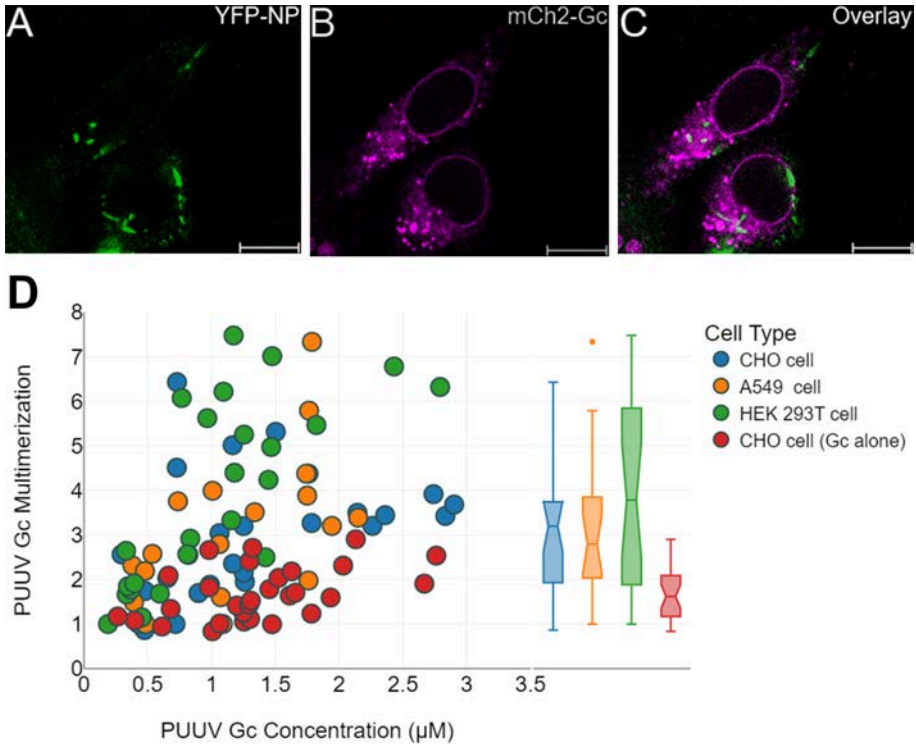 A
YFP-NP
B
mCh2-Gc
C
Overlay
D
8
7
6
5
4
3
2
1
0
0
0.5
1
1.5
2
2.5
3
3.5
PUUV Gc Multimerization
PUUV Gc Concentration (µM)
Cell Type
CHO cell
A549 cell
HEK 293T cell
CHO cell (Gc alone)